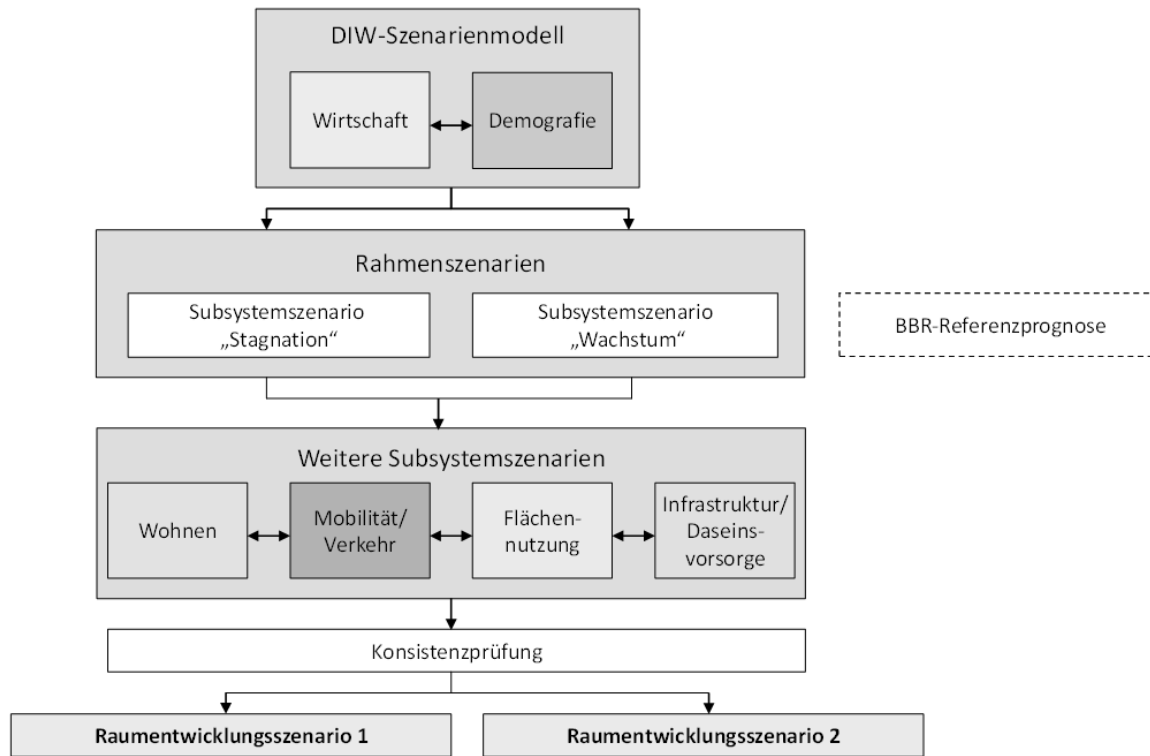 DIW-Szenarienmodell
Wirtschaft
Demografie
Rahmenszenarien
Subsystemszenario
„Stagnation“
Subsystemszenario
„Wachstum“
BBR-Referenzprognose
Weitere Subsystemszenarien
Wohnen
Mobilität/
Verkehr
Flächen-
nutzung
Infrastruktur/
Daseins-
vorsorge
Konsistenzprüfung
Raumentwicklungsszenario 1
Raumentwicklungsszenario 2